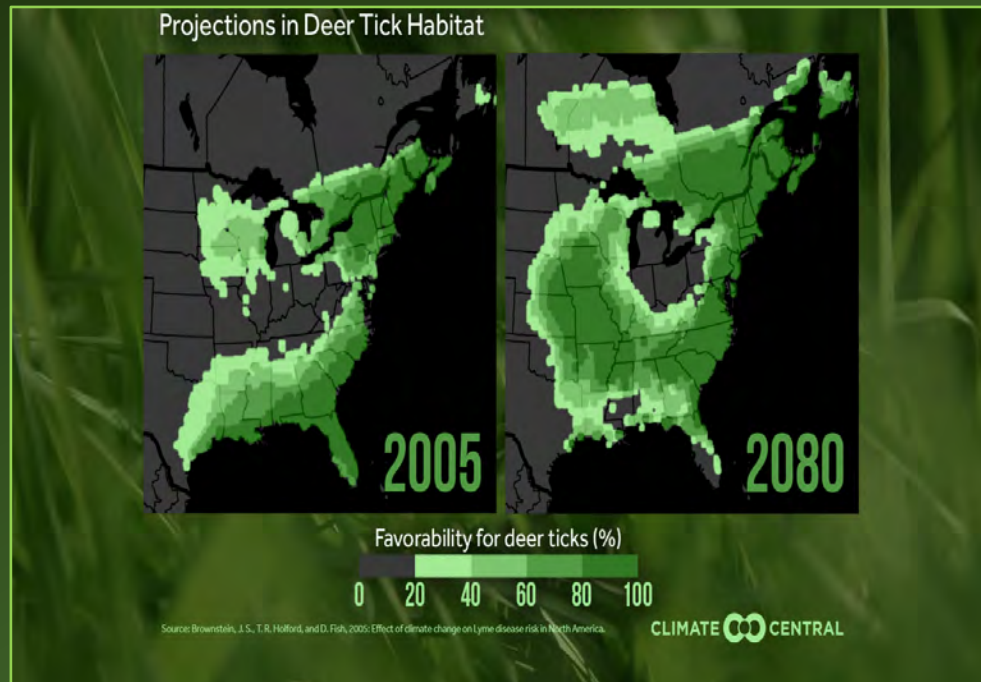 Projections in Deer Tick Habitat
2005
2080
Favorability for deer ticks (%)
0 20 40 60 80 100
Source: Brownstein, J. S., T. R. Holford, and D. Fish, 2005: Effect of climate change on Lyme disease risk in North America.
CLIMATE CENTRAL